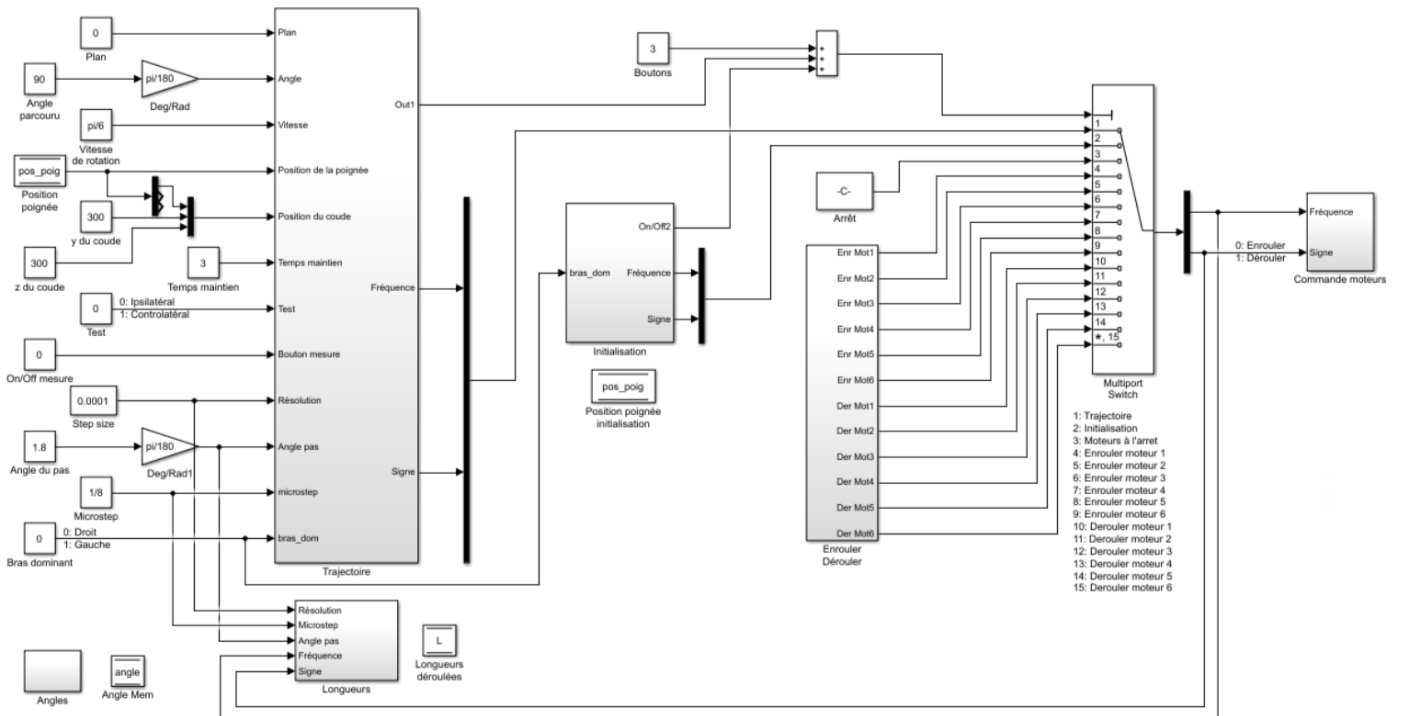 0
Plan
90
Angle
parcouru
pi/180
Deg/Rad
pi/6
Vitesse
de rotation
pos_poig
Position
poignée
300
y du coude
300
z du coude
3
Temps maintien
0
0: Ipsilatéral
1: Controlatéral
Test
0
On/Off mesure
0.0001
Step size
1.8
Angle du pas
pi/180
Deg/Rad1
1/8
Microstep
0
0: Droit
1: Gauche
Bras dominant
Plan
Angle
Vitesse
Position de la poignée
Position du coude
Temps maintien
Test
Bouton mesure
Résolution
Angle pas
microstep
bras_dom
Out1
Fréquence
Signe
Trajectoire
Résolution
Microstep
Angle pas
Fréquence
Signe
Longueurs
L
Longueurs
déroulées
Angles
angle
Angle Mem
3
Boutons
+
+
+
bras_dom
On/Off2
Fréquence
Signe
Initialisation
pos_poig
Position poignée
initialisation
-C-
Arrêt
Enr Mot1
Enr Mot2
Enr Mot3
Enr Mot4
Enr Mot5
Enr Mot6
Der Mot1
Der Mot2
Der Mot3
Der Mot4
Der Mot5
Der Mot6
Enrouler
Dérouler
1
2
3
4
5
6
7
8
9
10
11
12
13
14
*, 15
Multiport
Switch
1: Trajectoire
2: Initialisation
3: Moteurs à l'arret
4: Enrouler moteur 1
5: Enrouler moteur 2
6: Enrouler moteur 3
7: Enrouler moteur 4
8: Enrouler moteur 5
9: Enrouler moteur 6
10: Derouler moteur 1
11: Derouler moteur 2
12: Derouler moteur 3
13: Derouler moteur 4
14: Derouler moteur 5
15: Derouler moteur 6
0: Enrouler
1: Dérouler
Fréquence
Signe
Commande moteurs